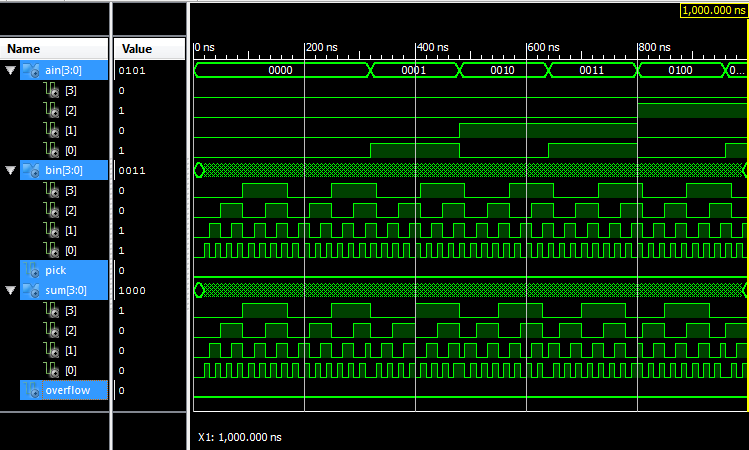 1,000.000 ns
Name Value
0 ns 200 ns 400 ns 600 ns 800 ns
ain[3:0] 0101 0000 0001 0010 0011 0100 0...
[3] 0
[2] 1
[1] 0
[0] 1
bin[3:0] 0011
[3] 0
[2] 0
[1] 1
[0] 1
pick 0
sum[3:0] 1000
[3] 1
[2] 0
[1] 0
[0] 0
overflow 0
X1: 1,000.000 ns